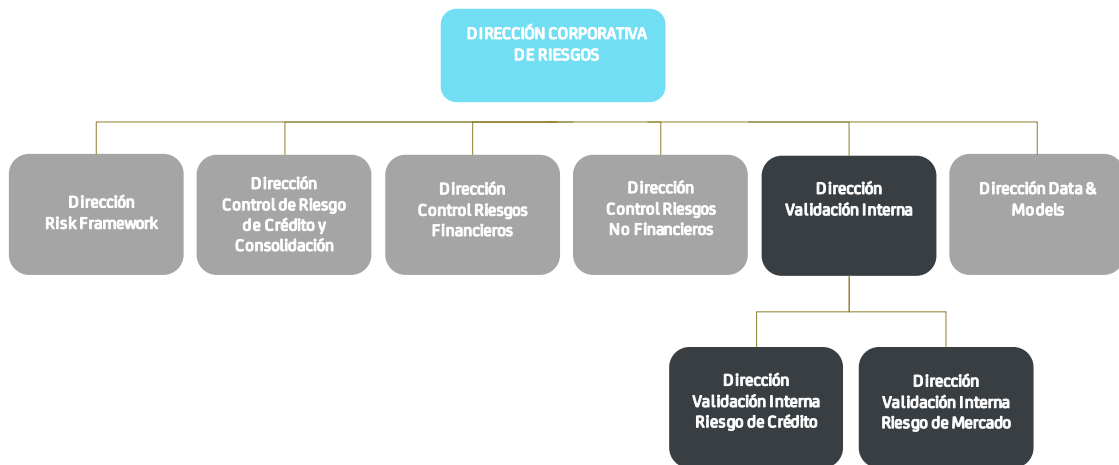 DIRECCIÓN CORPORATIVA
DE RIESGOS
Dirección
Risk Framework
Dirección
Control de Riesgo
de Crédito y
Consolidación
Dirección
Control Riesgos
Financieros
Dirección
Control Riesgos
No Financieros
Dirección
Validación Interna
Dirección Data &
Models
Dirección
Validación Interna
Riesgo de Crédito
Dirección
Validación Interna
Riesgo de Mercado